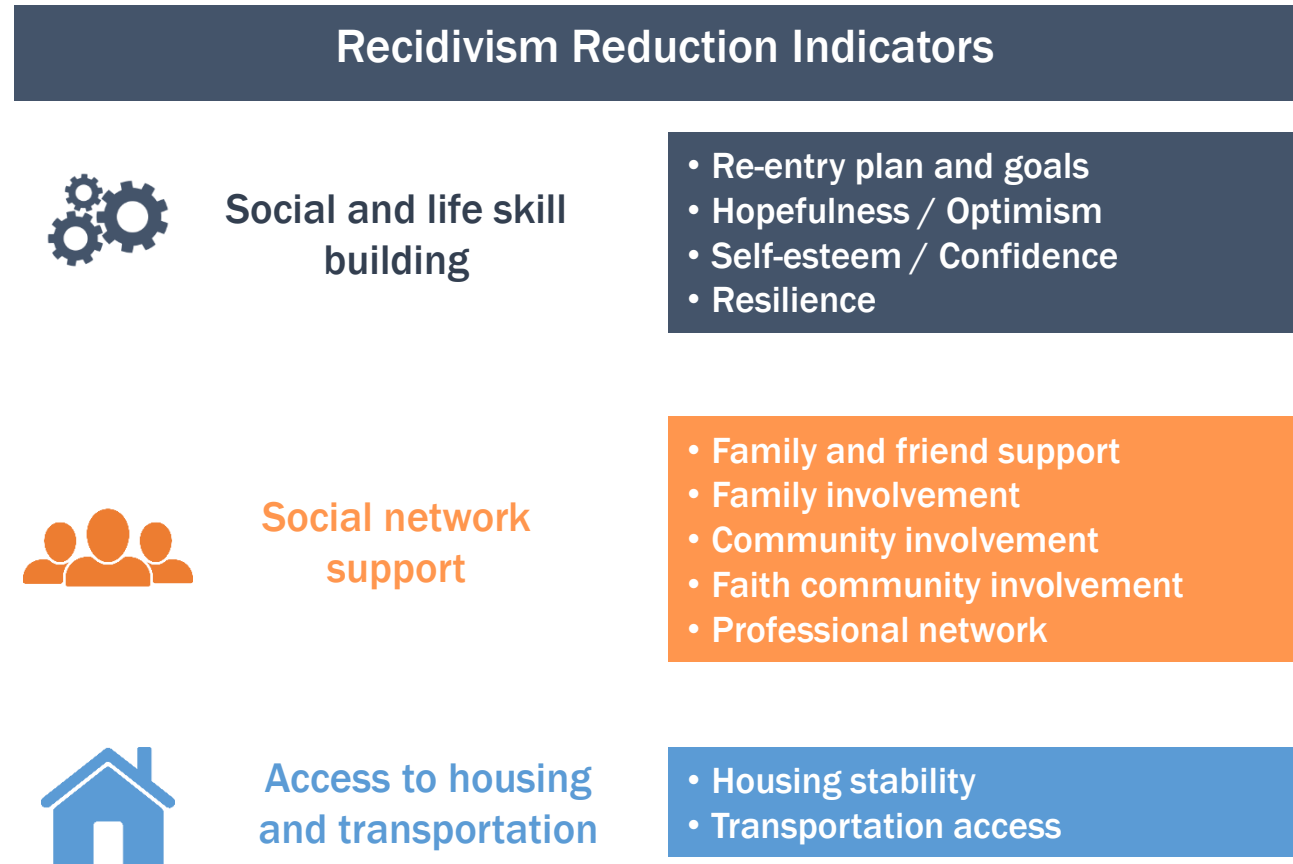 Recidivism Reduction Indicators
Social and life skill
building
• Re-entry plan and goals
• Hopefulness / Optimism
• Self-esteem / Confidence
• Resilience
Social network
support
• Family and friend support
• Family involvement
• Community involvement
• Faith community involvement
• Professional network
Access to housing
and transportation
• Housing stability
• Transportation access